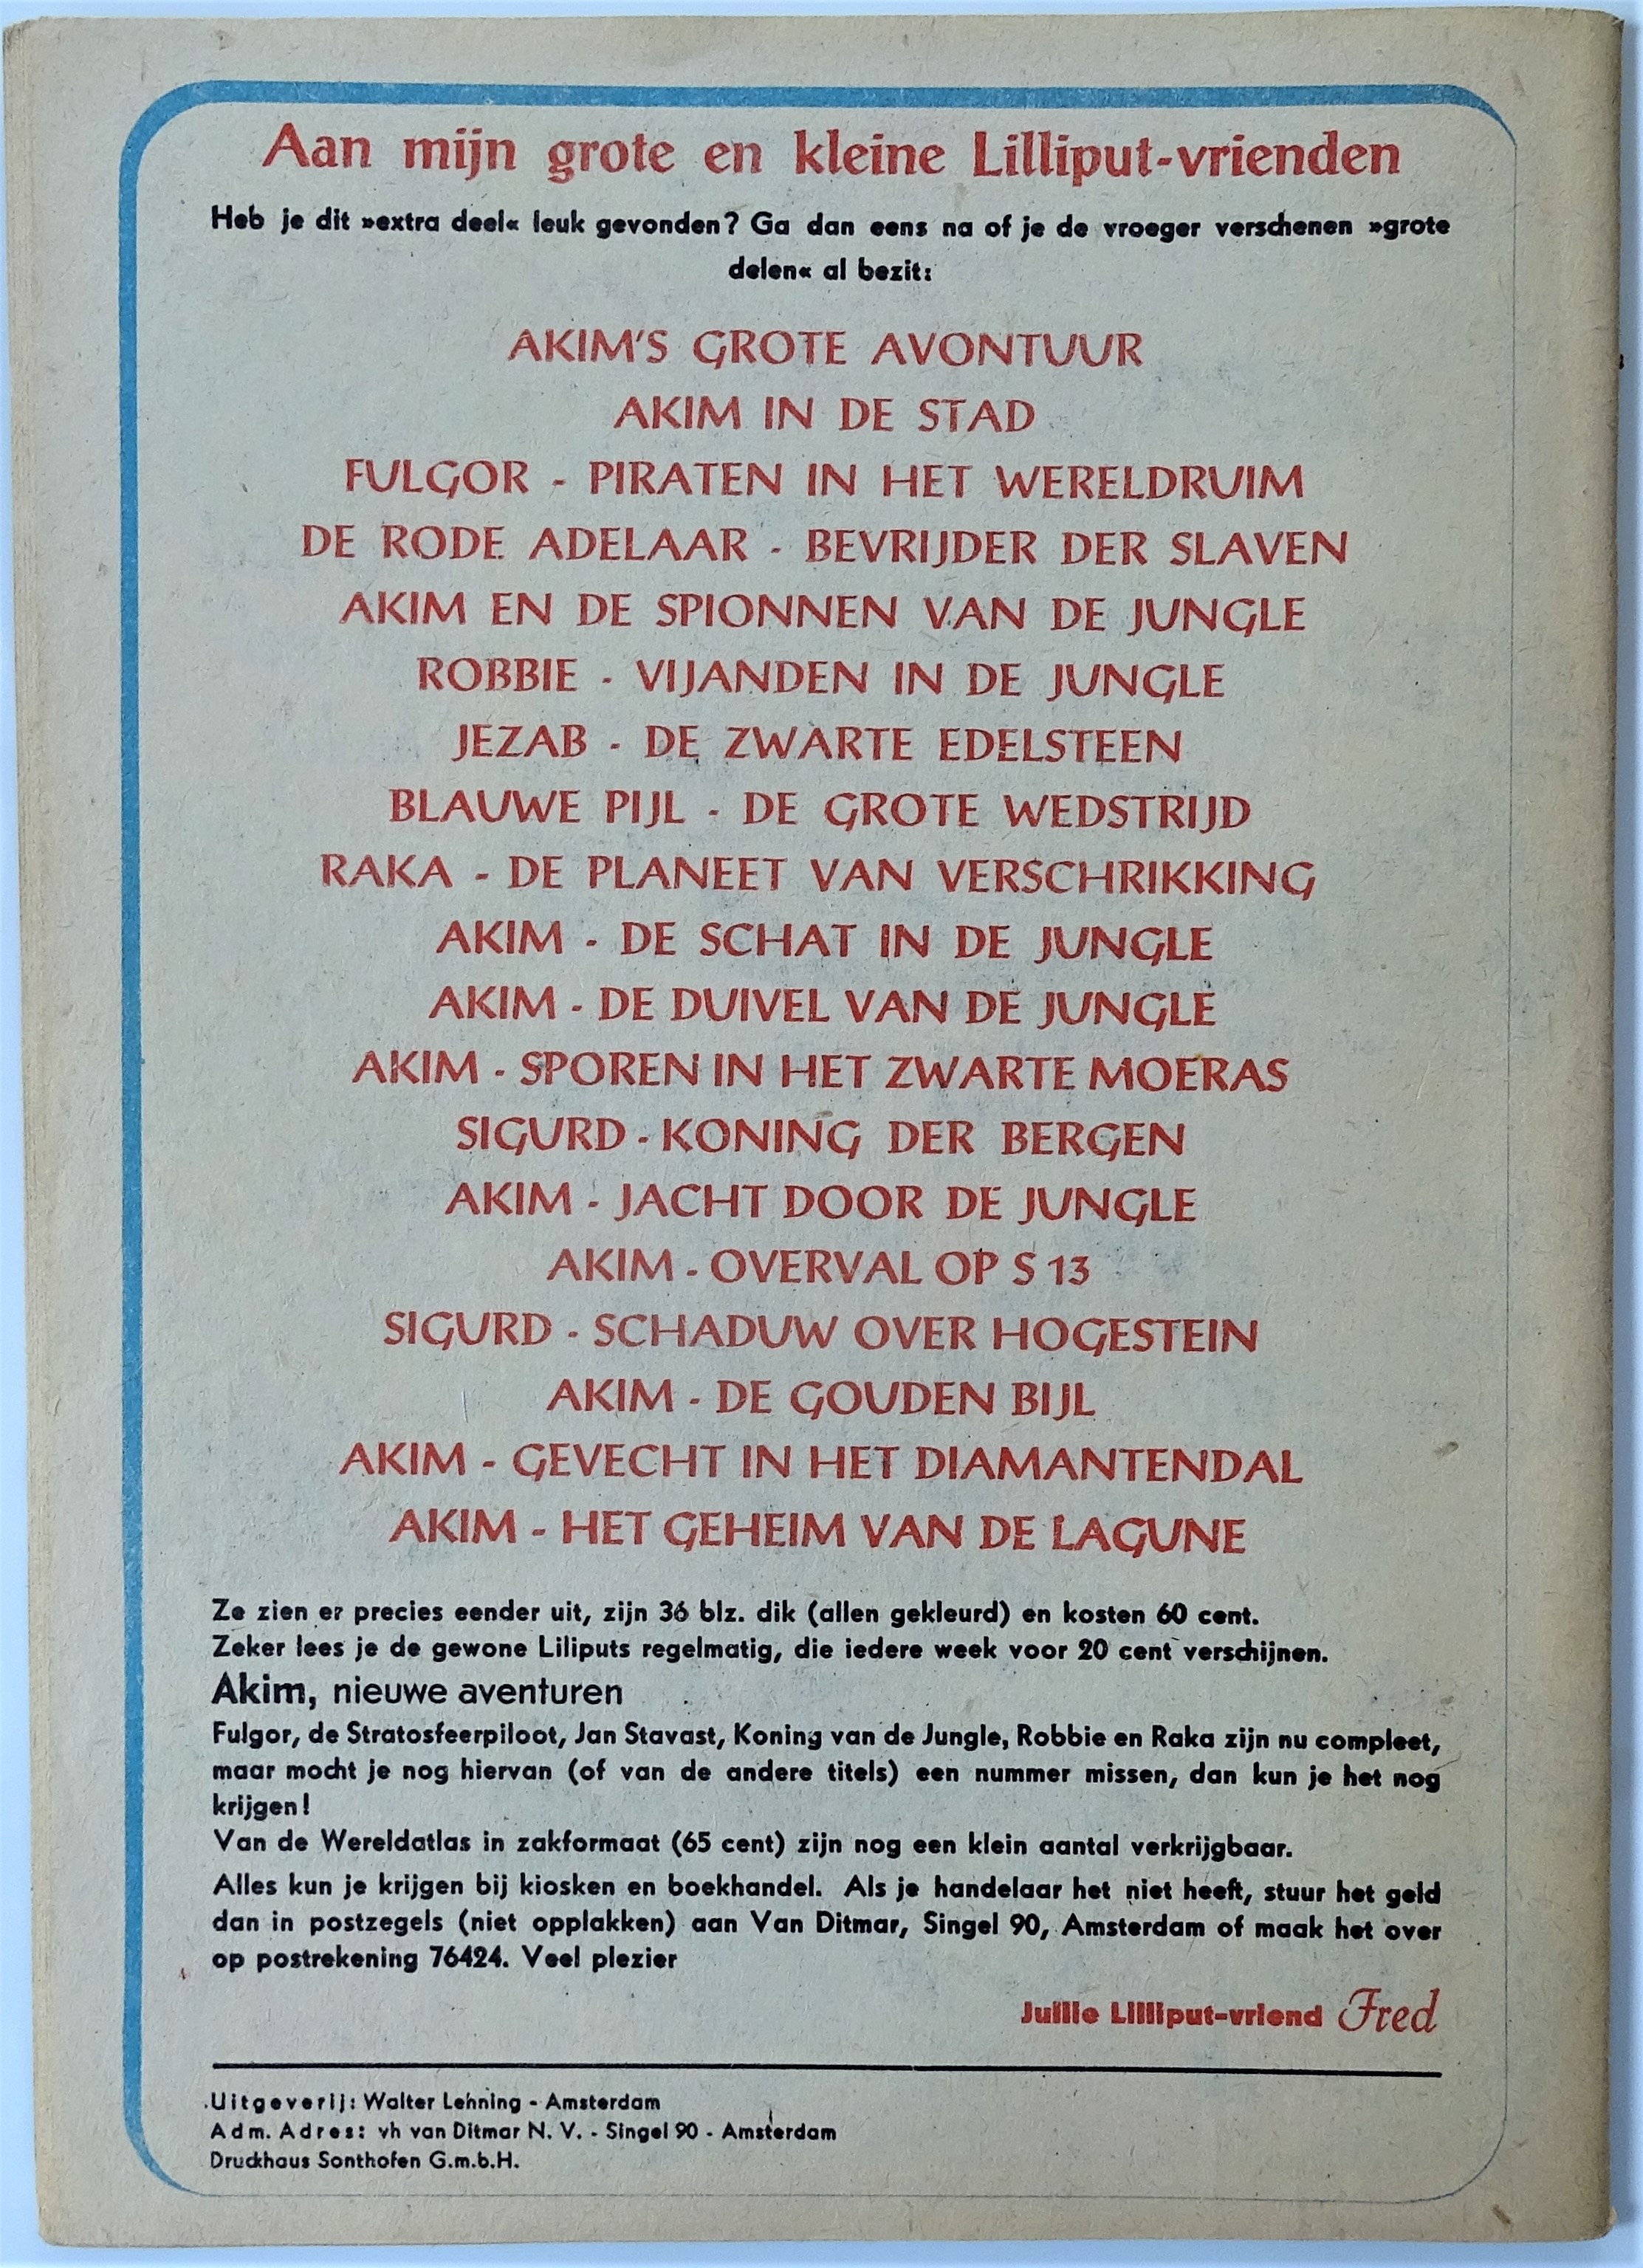 Aan mijn grote en kleine Lilliput-vrienden
Heb je dit »extra deel« leuk gevonden? Ga dan eens na of je de vroeger verschenen »grote
delen« al bezit:
AKIM'S GROTE AVONTUUR
AKIM IN DE STAD
FULGOR - PIRATEN IN HET WERELDRUIM
DE RODE ADELAAR - BEVRIJDER DER SLAVEN
AKIM EN DE SPIONNEN VAN DE JUNGLE
ROBBIE - VIJANDEN IN DE JUNGLE
JEZAB - DE ZWARTE EDELSTEEN
BLAUWE PIJL - DE GROTE WEDSTRIJD
RAKA - DE PLANEET VAN VERSCHRIKKING
AKIM - DE SCHAT IN DE JUNGLE
AKIM - DE DUIVEL VAN DE JUNGLE
AKIM - SPOREN IN HET ZWARTE MOERAS
SIGURD - KONING DER BERGEN
AKIM - JACHT DOOR DE JUNGLE
AKIM - OVERVAL OP S 13
SIGURD - SCHADUW OVER HOGESTEIN
AKIM - DE GOUDEN BIJL
AKIM - GEVECHT IN HET DIAMANTENDAL
AKIM - HET GEHEIM VAN DE LAGUNE
Ze zien er precies eender uit, zijn 36 blz. dik (allen gekleurd) en kosten 60 cent.
Zeker lees je de gewone Liliputs regelmatig, die iedere week voor 20 cent verschijnen.
Akim, nieuwe aventuren
Fulgor, de Stratosfeerpiloot, Jan Stavast, Koning van de Jungle, Robbie en Raka zijn nu compleet,
maar mocht je nog hiervan (of van de andere titels) een nummer missen, dan kun je het nog
krijgen!
Van de Wereldatlas in zakformaat (65 cent) zijn nog een klein aantal verkrijgbaar.
Alles kun je krijgen bij kiosken en boekhandel. Als je handelaar het niet heeft, stuur het geld
dan in postzegels (niet opplakken) aan Van Ditmar, Singel 90, Amsterdam of maak het over
op postrekening 76424. Veel plezier
Jullie Lilliput-vriend Fred
Uitgeverij: Walter Lehning - Amsterdam
Adm. Adres: vh van Ditmar N. V. - Singel 90 - Amsterdam
Druckhaus Sonthofen G.m.b.H.